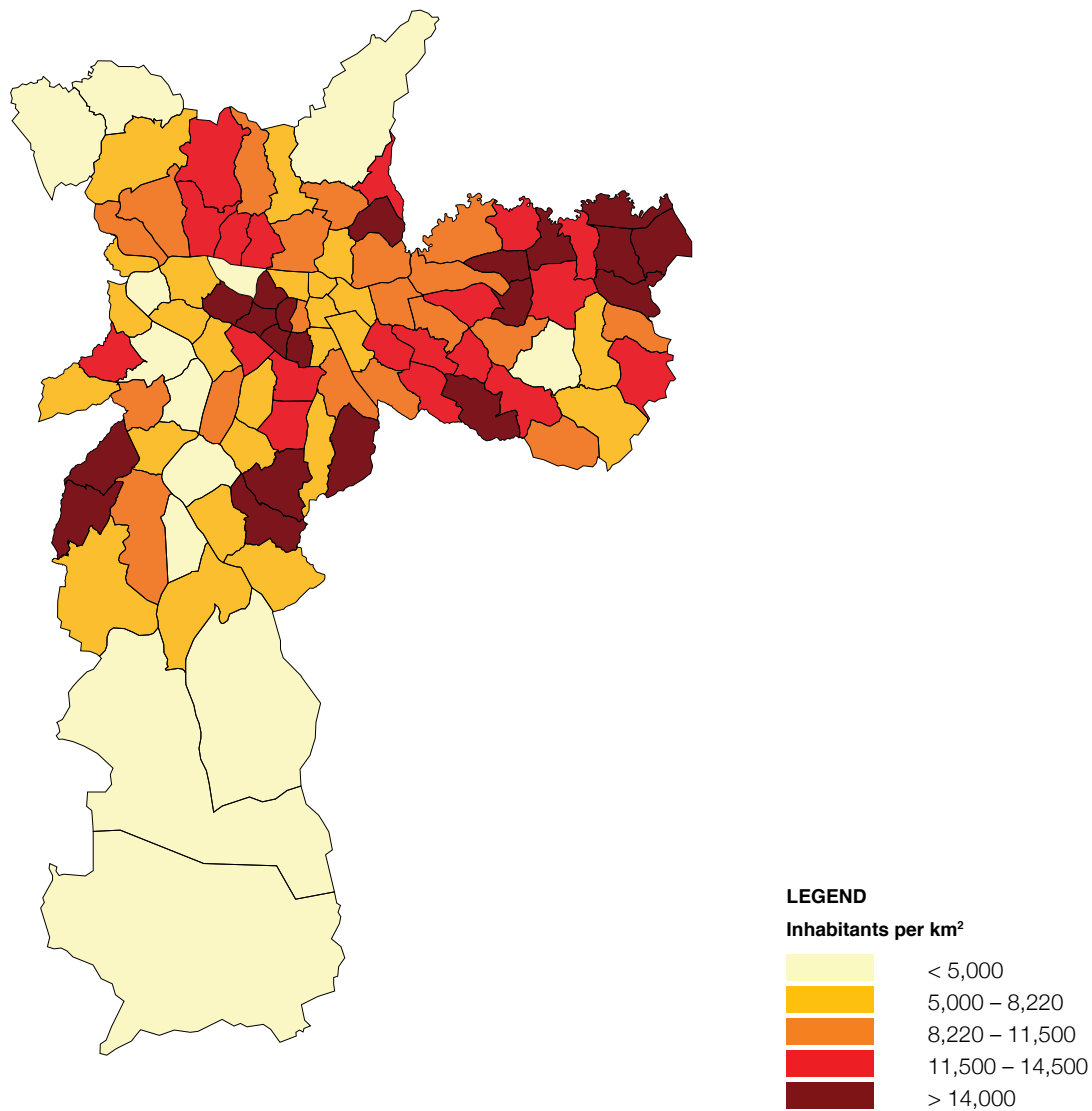 LEGEND
Inhabitants per km²
< 5,000
5,000 – 8,220
8,220 – 11,500
11,500 – 14,500
> 14,000